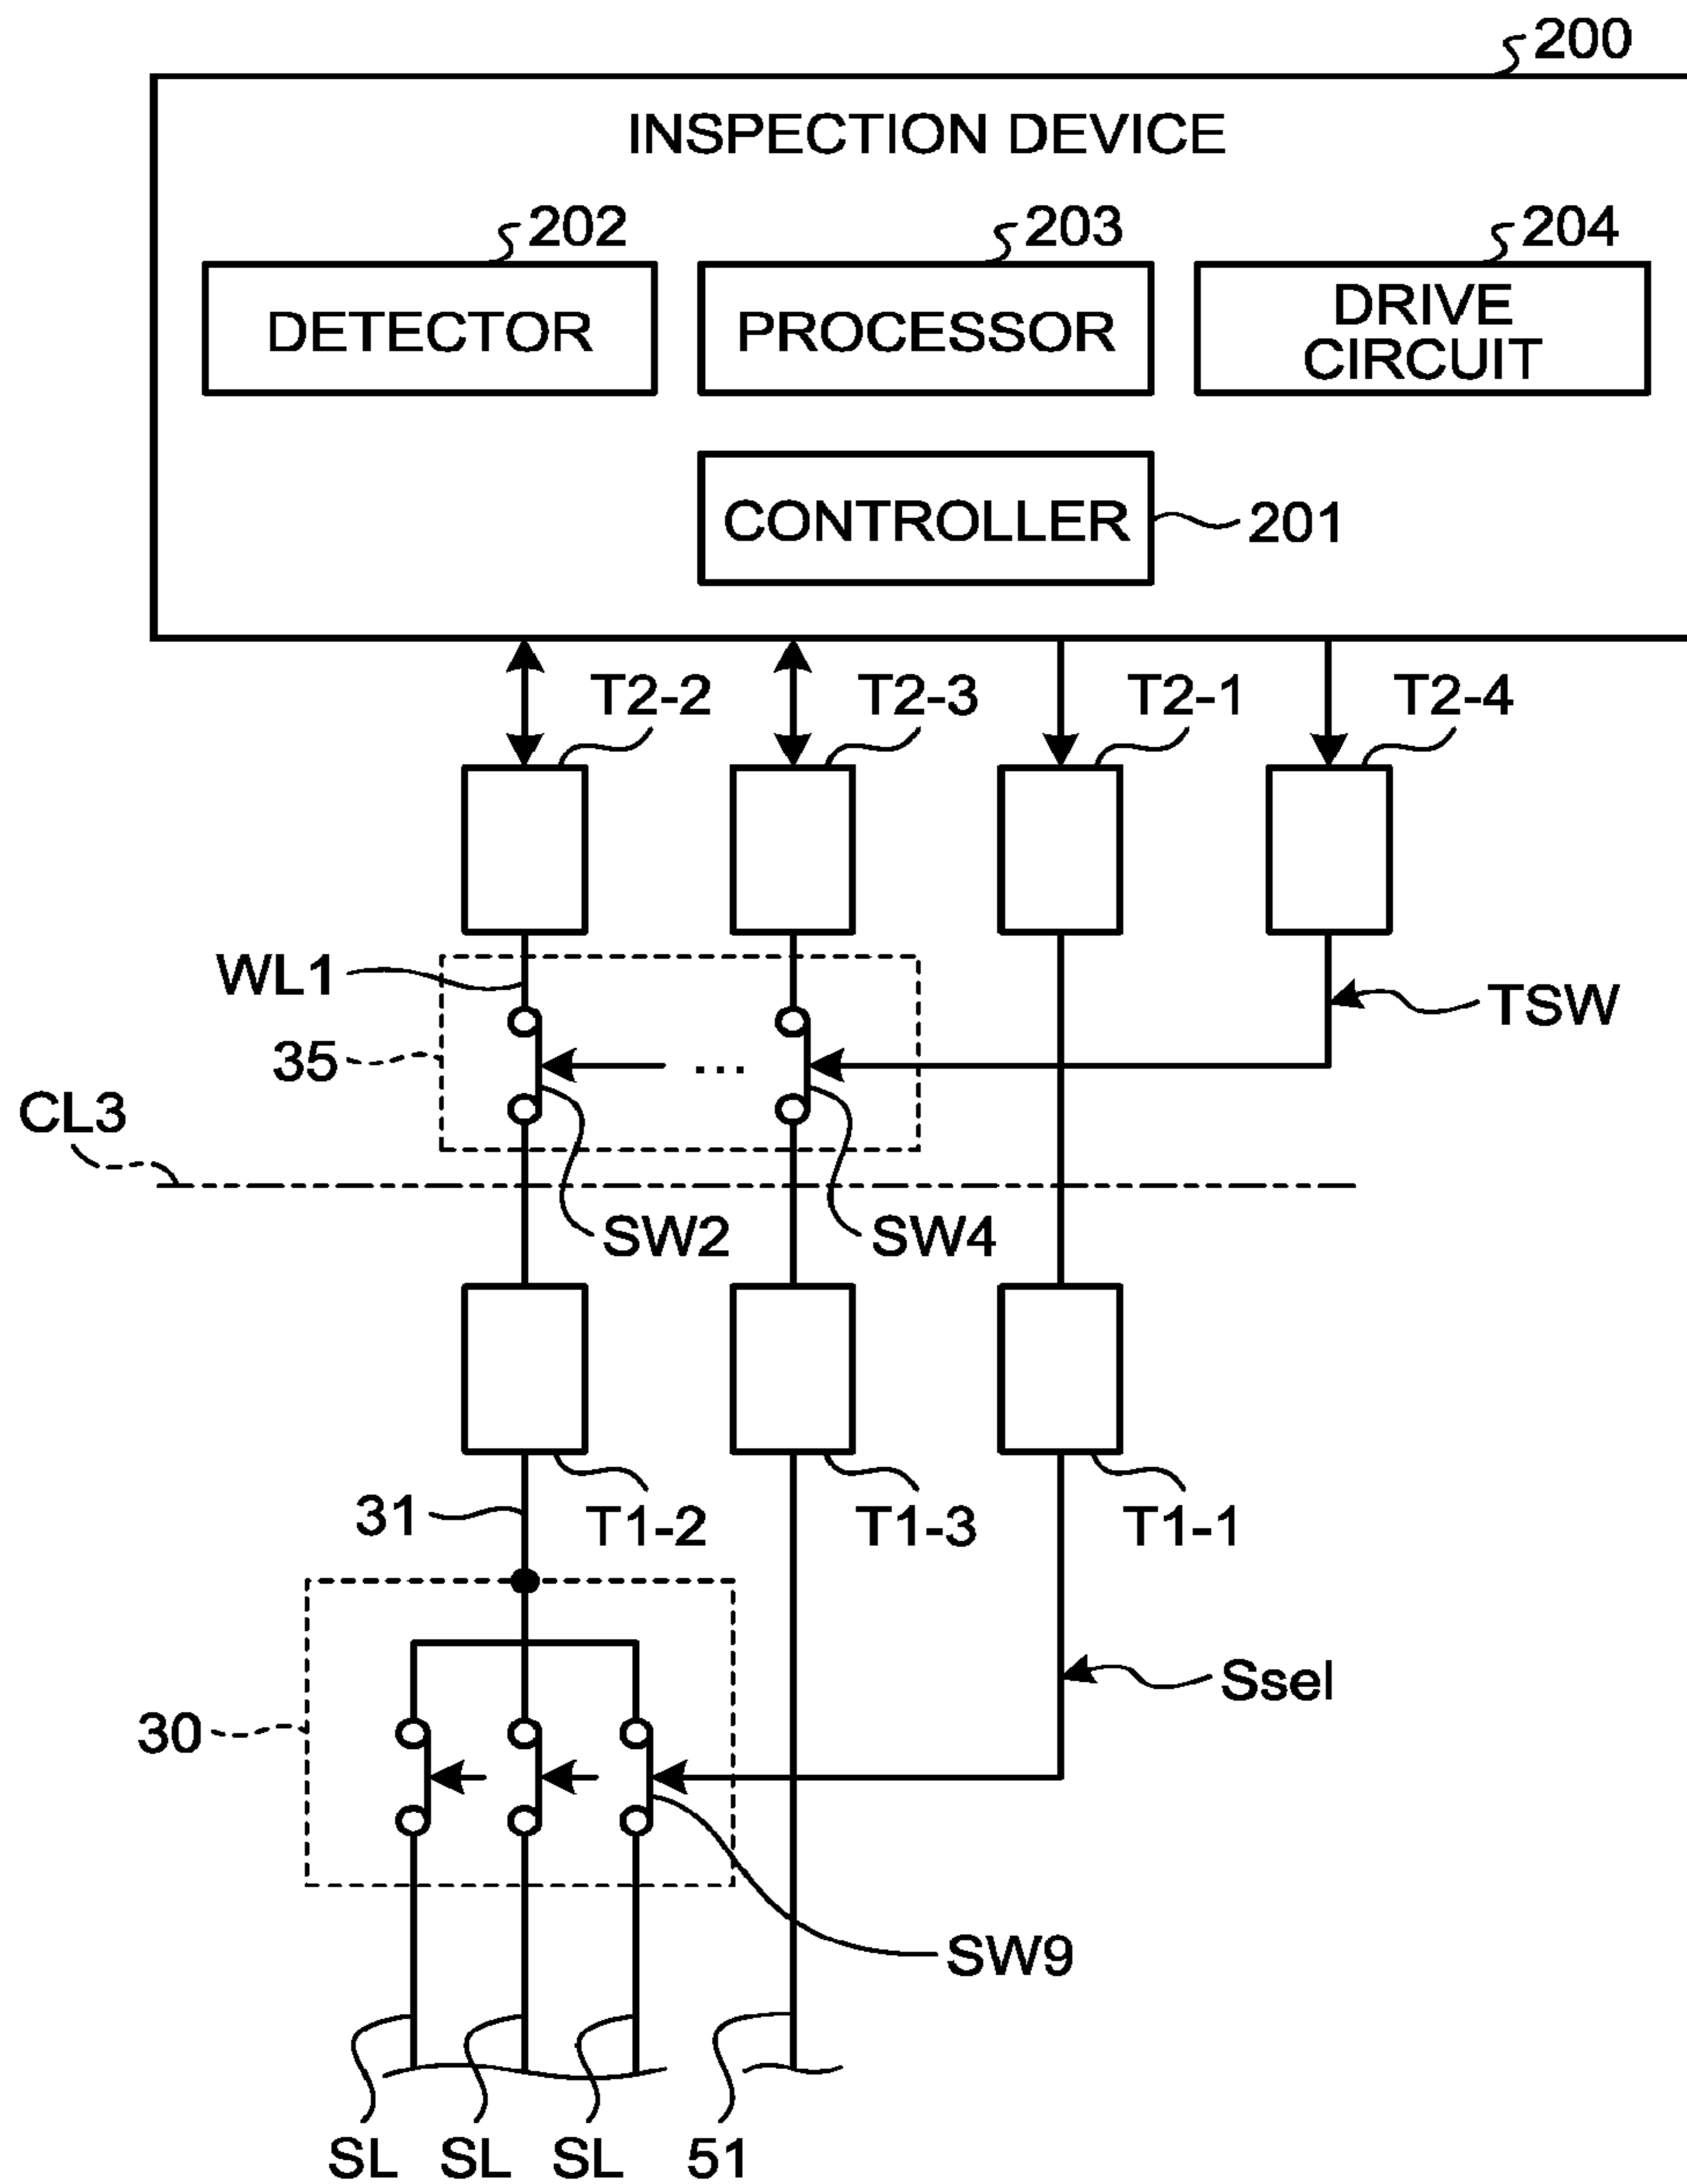 200
INSPECTION DEVICE
202
203
204
DETECTOR
PROCESSOR
DRIVE
CIRCUIT
CONTROLLER
201
T2-2
T2-3
T2-1
T2-4
WL1
TSW
35
...
CL3
SW2
SW4
31
T1-2
T1-3
T1-1
Ssel
30
SW9
SL
SL
SL
51